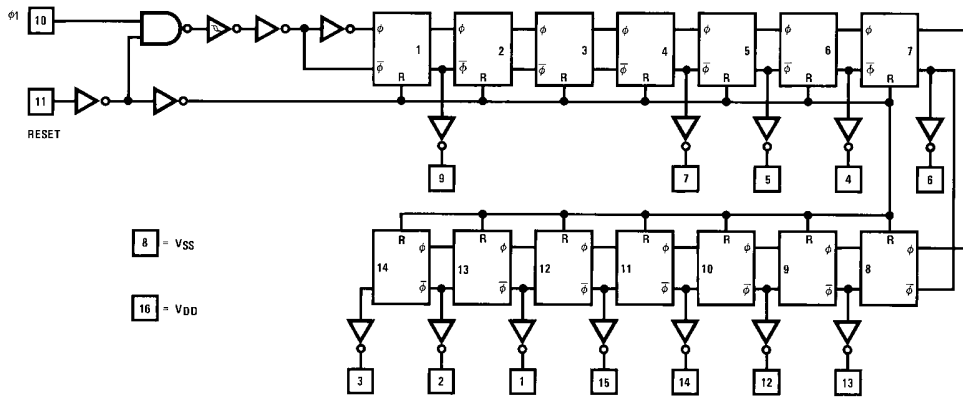 ϕ1 10
ϕ ϕ ϕ ϕ ϕ ϕ ϕ
1 2 3 4 5 6 7
ϕ̅ ϕ̅ ϕ̅ ϕ̅ ϕ̅ ϕ̅ ϕ̅
R R R R R R R
11
RESET
9 7 5 4 6
8 = VSS
R R R R R R R
ϕ ϕ ϕ ϕ ϕ ϕ ϕ
14 13 12 11 10 9 8
ϕ̅ ϕ̅ ϕ̅ ϕ̅ ϕ̅ ϕ̅ ϕ̅
16 = VDD
3 2 1 15 14 12 13